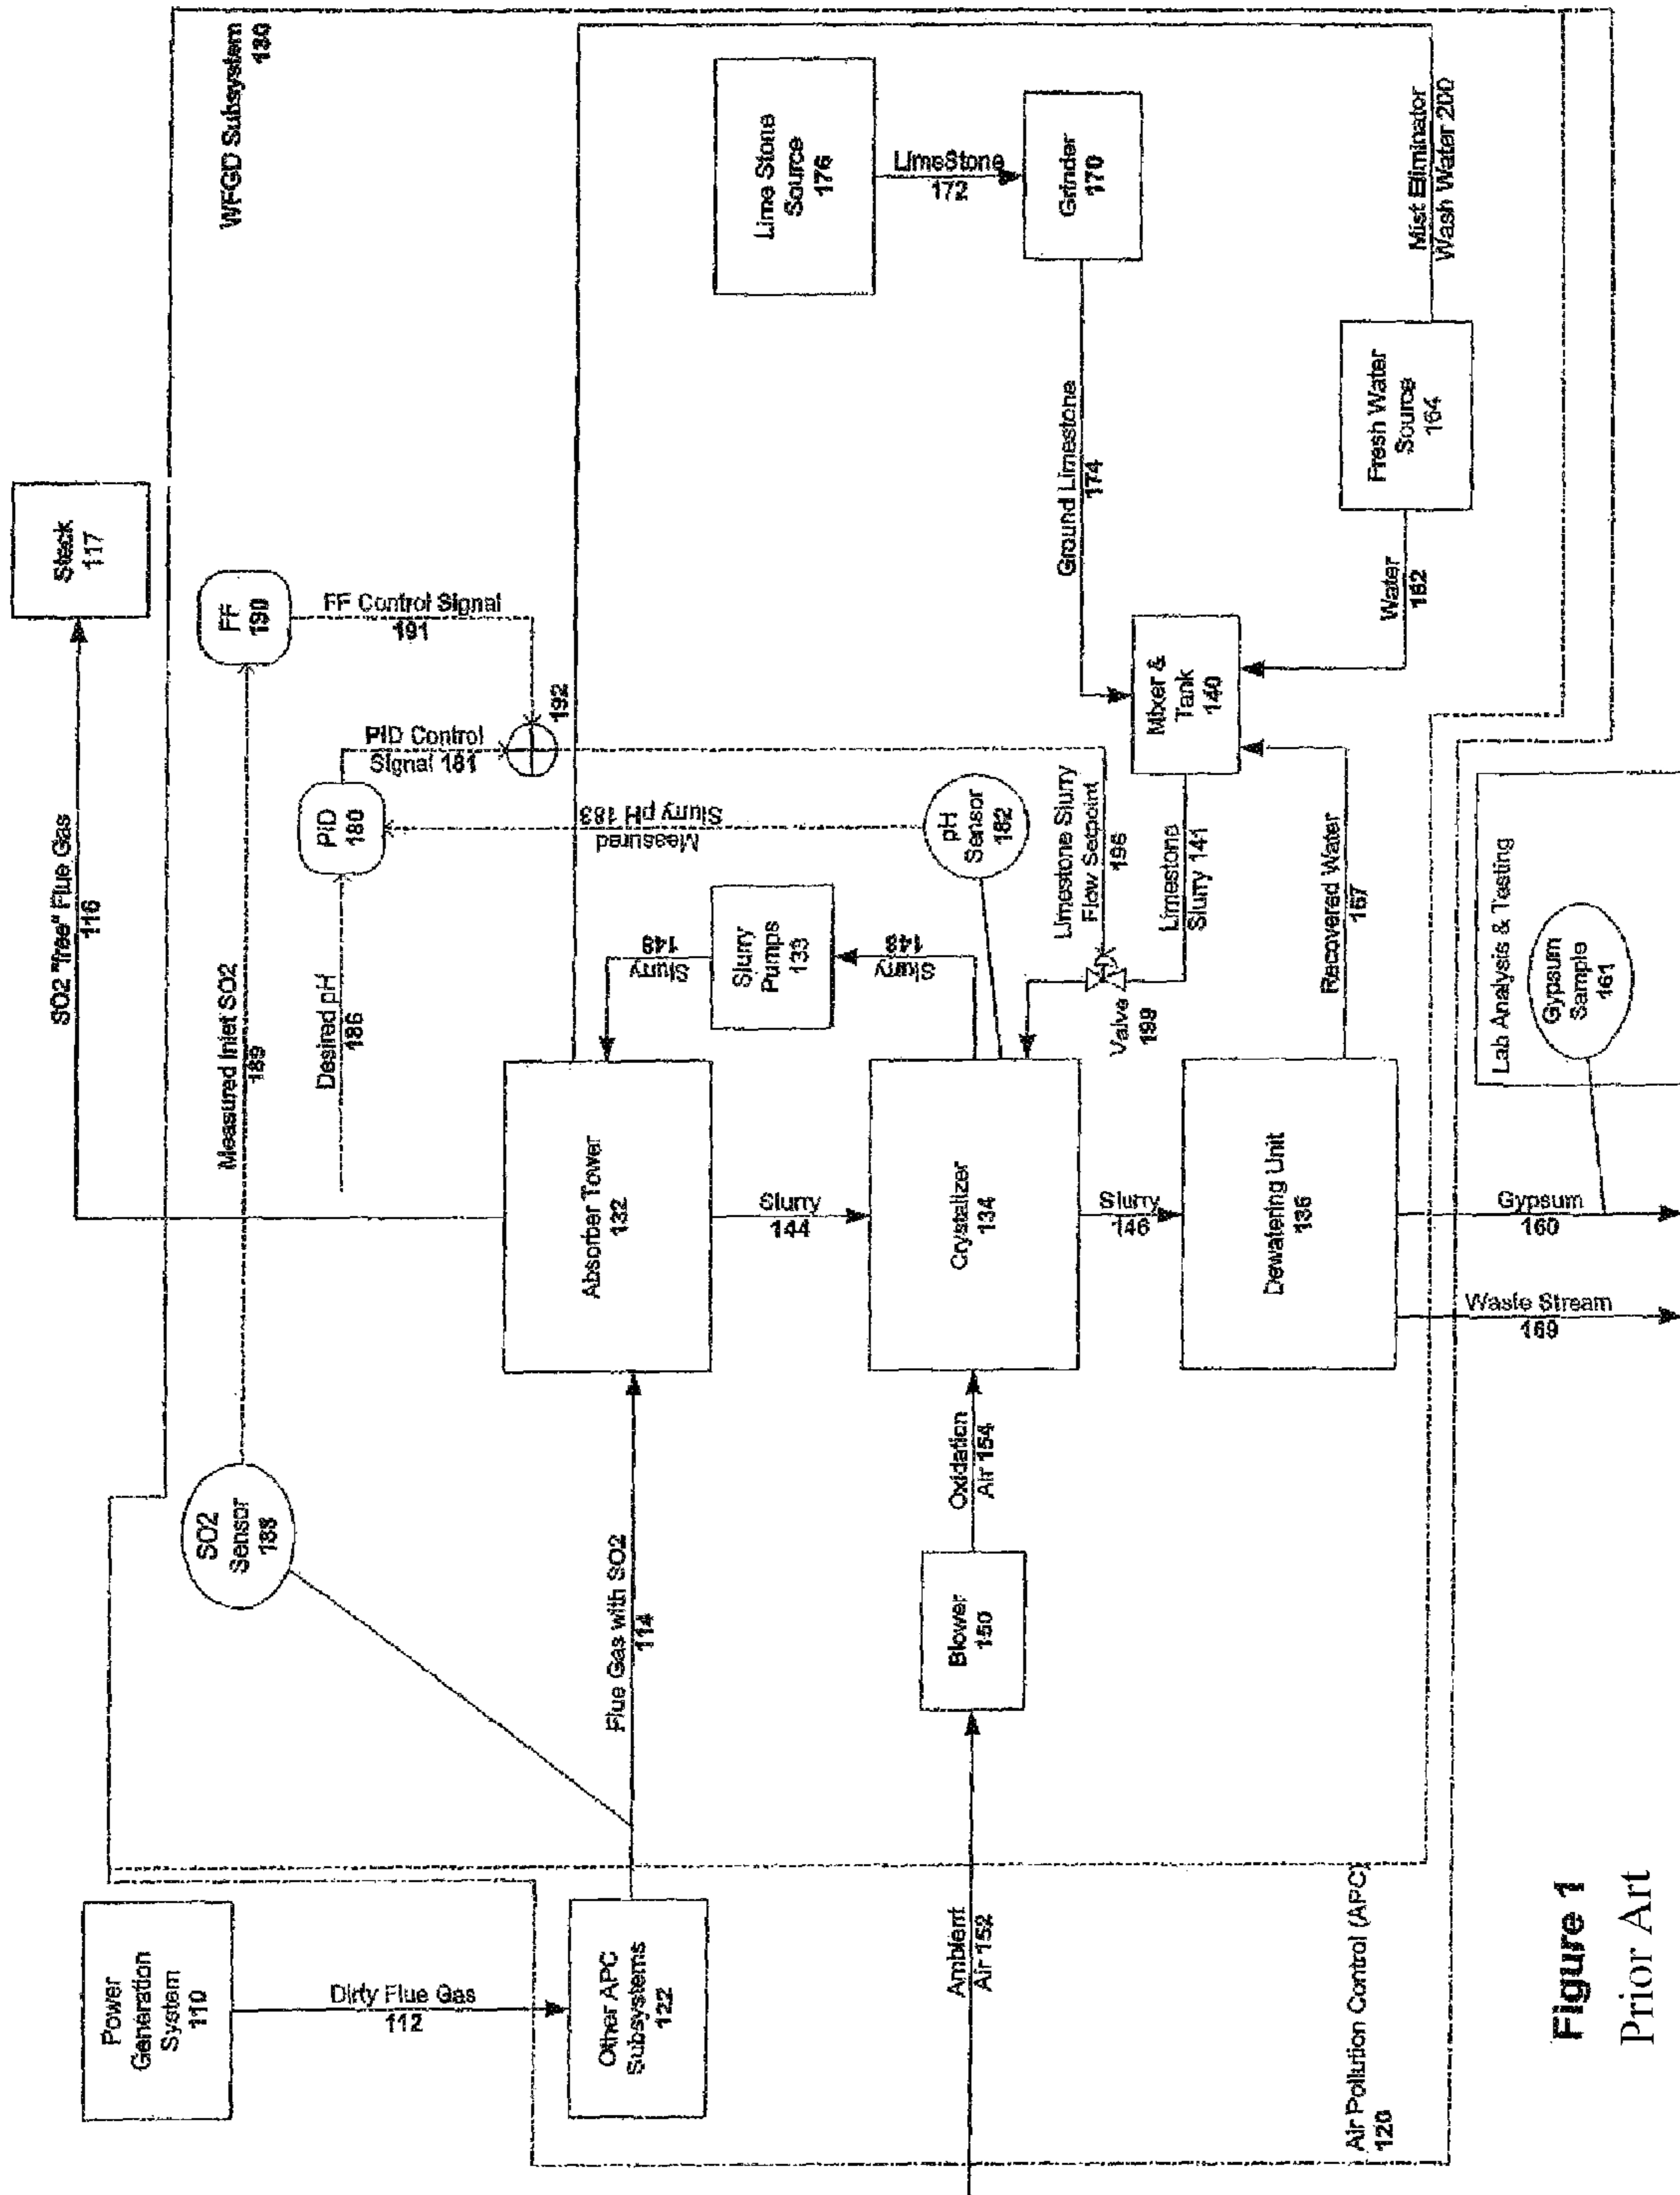 Power
Generation
System
110
Dirty Flue Gas
112
Other APC
Subsystems
122
SO2
Sensor
188
Measured Inlet SO2
189
SO2 "free" Flue Gas
116
Stack
117
WFGD Subsystem
130
FF
190
FF Control Signal
191
Desired pH
186
PID
180
PID Control
Signal 181
192
Measured
Slurry pH 183
Flue Gas with SO2
114
Absorber Tower
132
Slurry
148
Slurry
Pumps
133
Slurry
148
Slurry
144
pH
Sensor
182
Lime Stone
Source
176
LimeStone
172
Grinder
170
Ground Limestone
174
Ambient
Air 152
Blower
150
Oxidation
Air 154
Crystalizer
134
Limestone Slurry
Flow Setpoint
196
Valve
199
Limestone
Slurry 141
Mixer &
Tank
140
Water
162
Fresh Water
Source
164
Mist Eliminator
Wash Water 200
Slurry
146
Dewatering Unit
136
Recovered Water
167
Air Pollution Control (APC)
120
Waste Stream
169
Gypsum
160
Lab Analysis & Testing
Gypsum
Sample
161
Figure 1
Prior Art